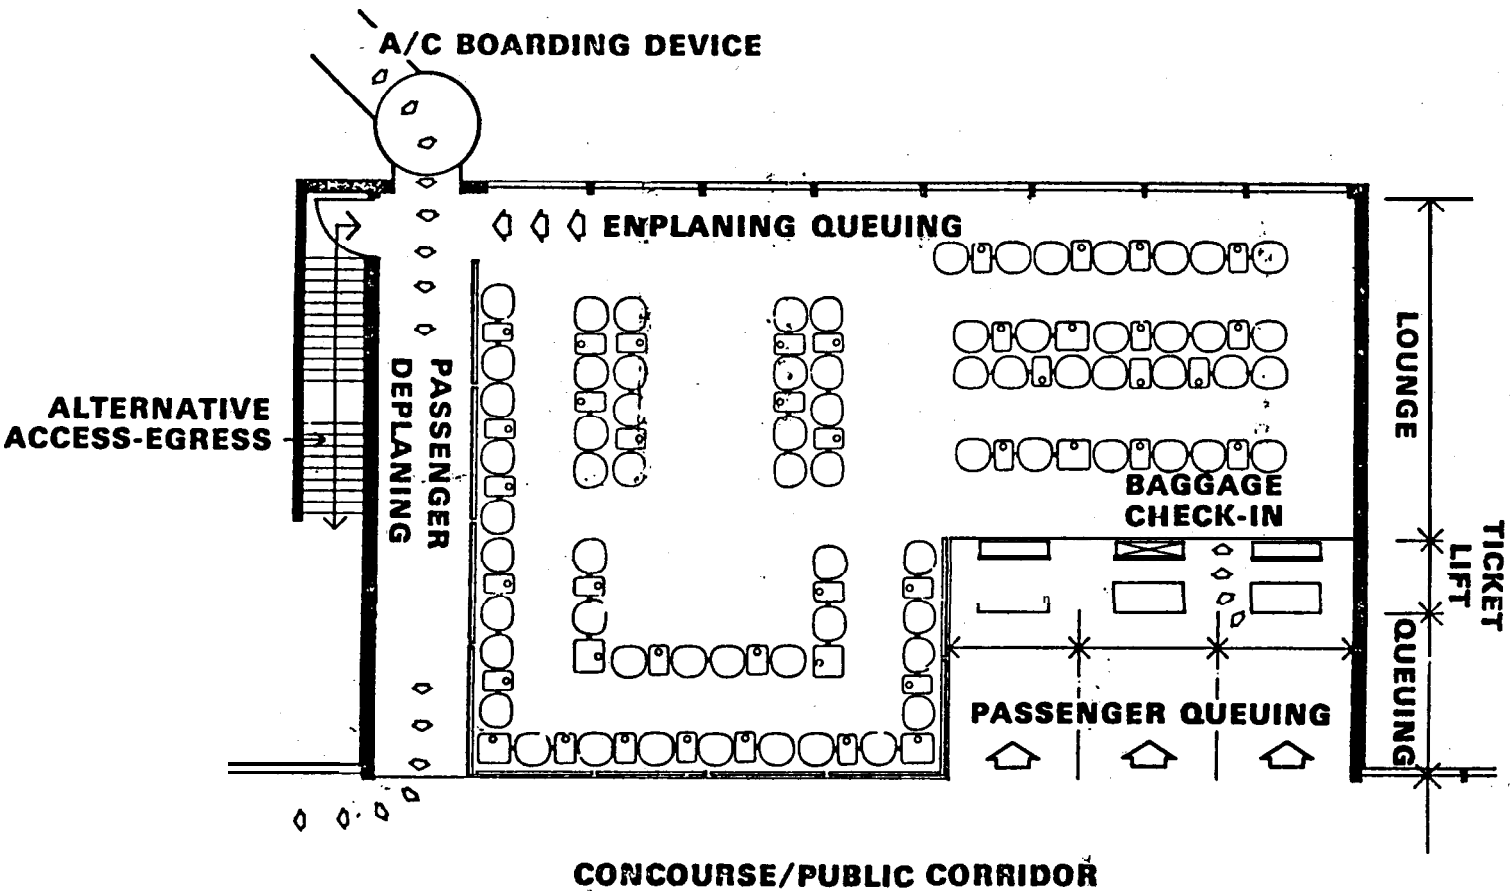 A/C BOARDING DEVICE
ENPLANING QUEUING
ALTERNATIVE
ACCESS-EGRESS
PASSENGER
DEPLANING
LOUNGE
BAGGAGE
CHECK-IN
TICKET
LIFT
QUEUING
PASSENGER QUEUING
CONCOURSE/PUBLIC CORRIDOR